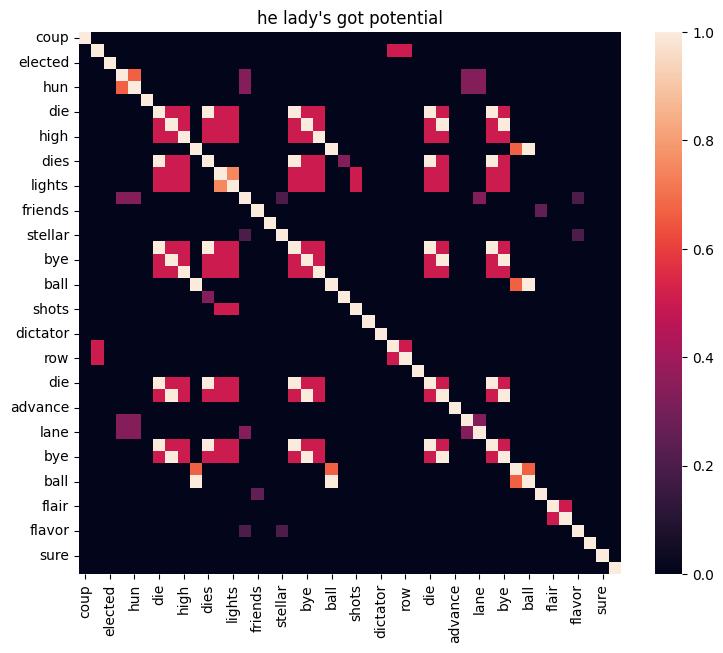 he lady's got potential
coup
elected
hun
die
high
dies
lights
friends
stellar
bye
ball
shots
dictator
row
die
advance
lane
bye
ball
flair
flavor
sure
1.0
0.8
0.6
0.4
0.2
0.0
coup
elected
hun
die
high
dies
lights
friends
stellar
bye
ball
shots
dictator
row
die
advance
lane
bye
ball
flair
flavor
sure